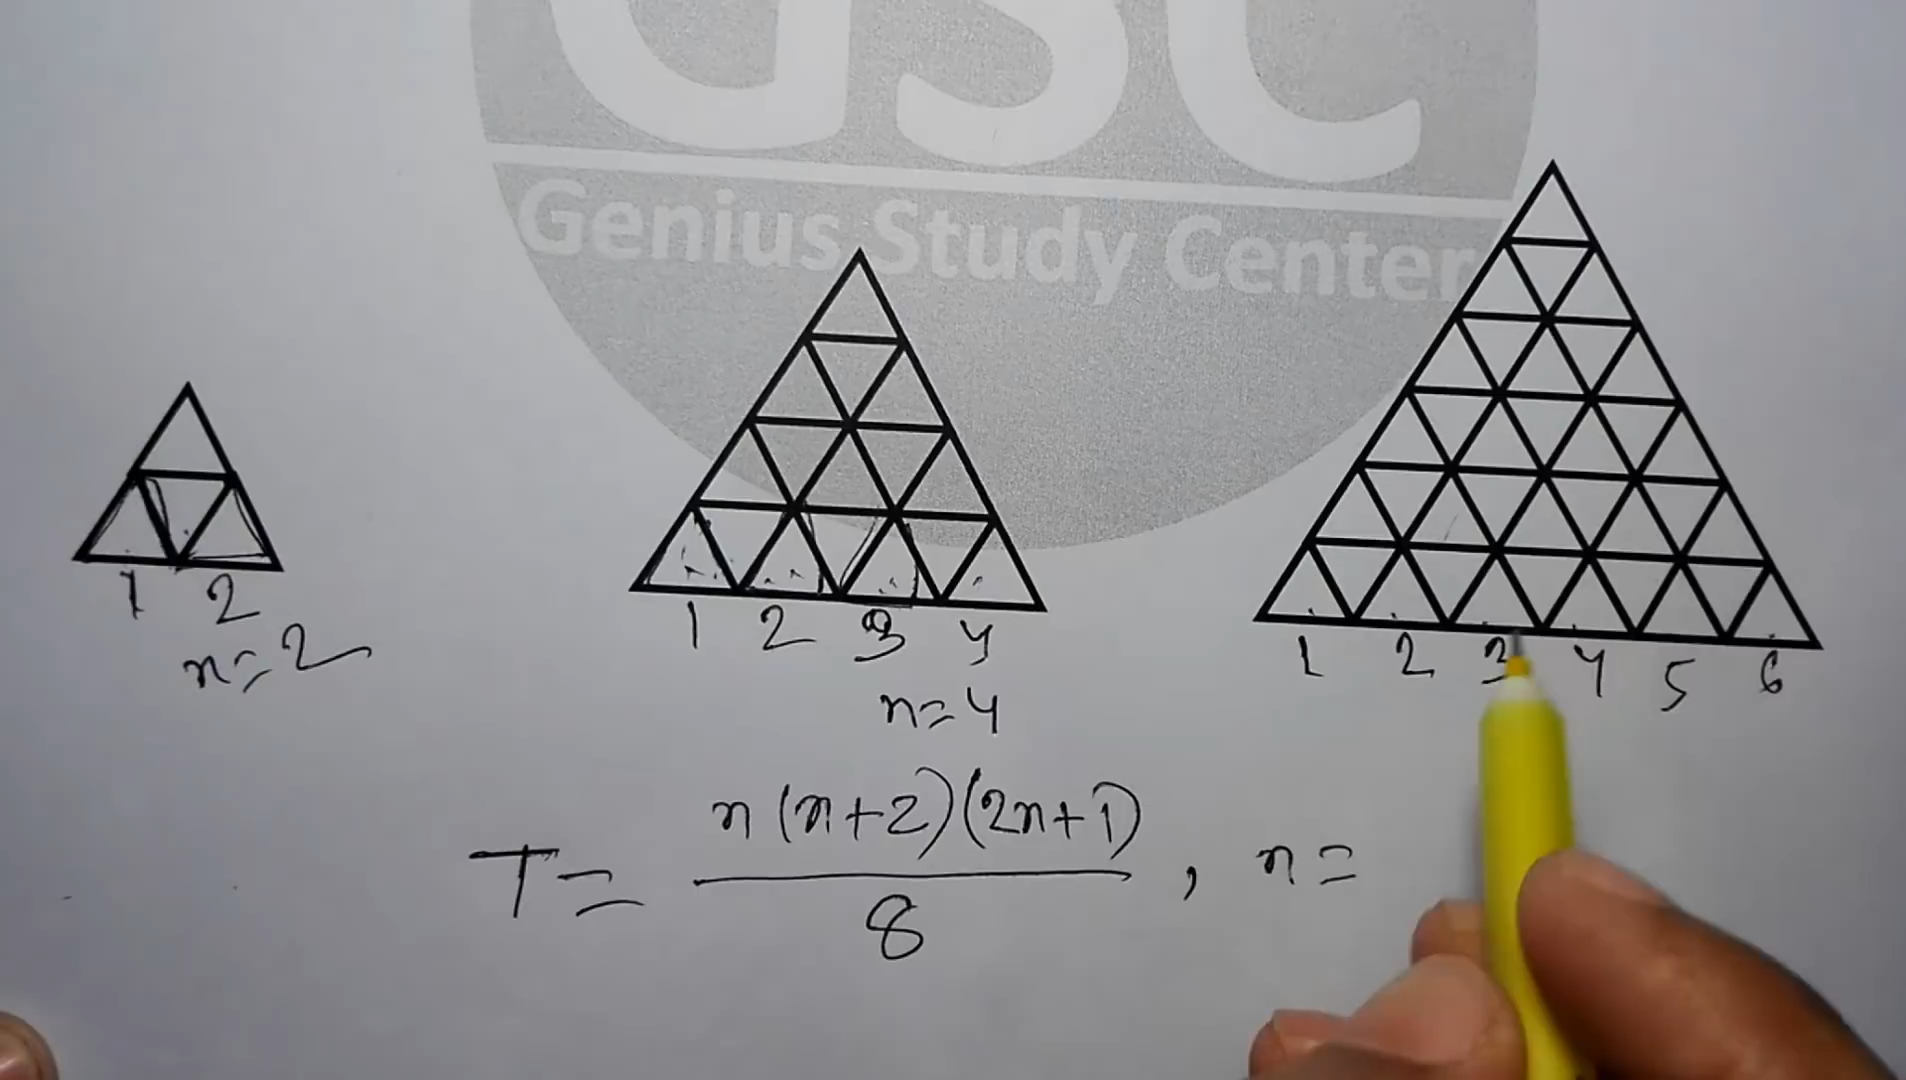 GSC
Genius Study Center
1 2
n=2
1 2 3 4
n=4
1 2 3 4 5 6
T= n(n+2)(2n+1) / 8 , n=